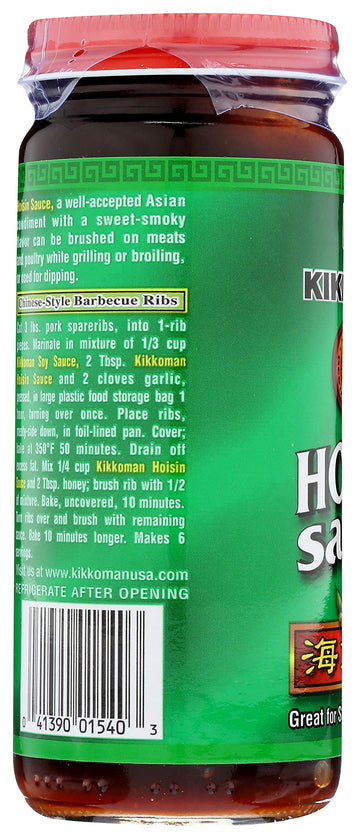 Hoisin Sauce, a well-accepted Asian
condiment with a sweet-smoky
flavor can be brushed on meats
and poultry while grilling or broiling,
or used for dipping.
Chinese-Style Barbecue Ribs
Cut 3 lbs. pork spareribs, into 1-rib
pieces. Marinate in mixture of 1/3 cup
Kikkoman Soy Sauce, 2 Tbsp. Kikkoman
Hoisin Sauce and 2 cloves garlic,
pressed, in large plastic food storage bag 1
hour, turning over once. Place ribs,
meaty-side down, in foil-lined pan. Cover;
bake at 350°F 50 minutes. Drain off
excess fat. Mix 1/4 cup Kikkoman Hoisin
Sauce and 2 Tbsp. honey; brush rib with 1/2
of mixture. Bake, uncovered, 10 minutes.
Turn ribs over and brush with remaining
sauce. Bake 10 minutes longer. Makes 6
servings.
Visit us at www.kikkomanusa.com
REFRIGERATE AFTER OPENING
0 41390 01540 3
KIK
HO
sa
海
Great for S